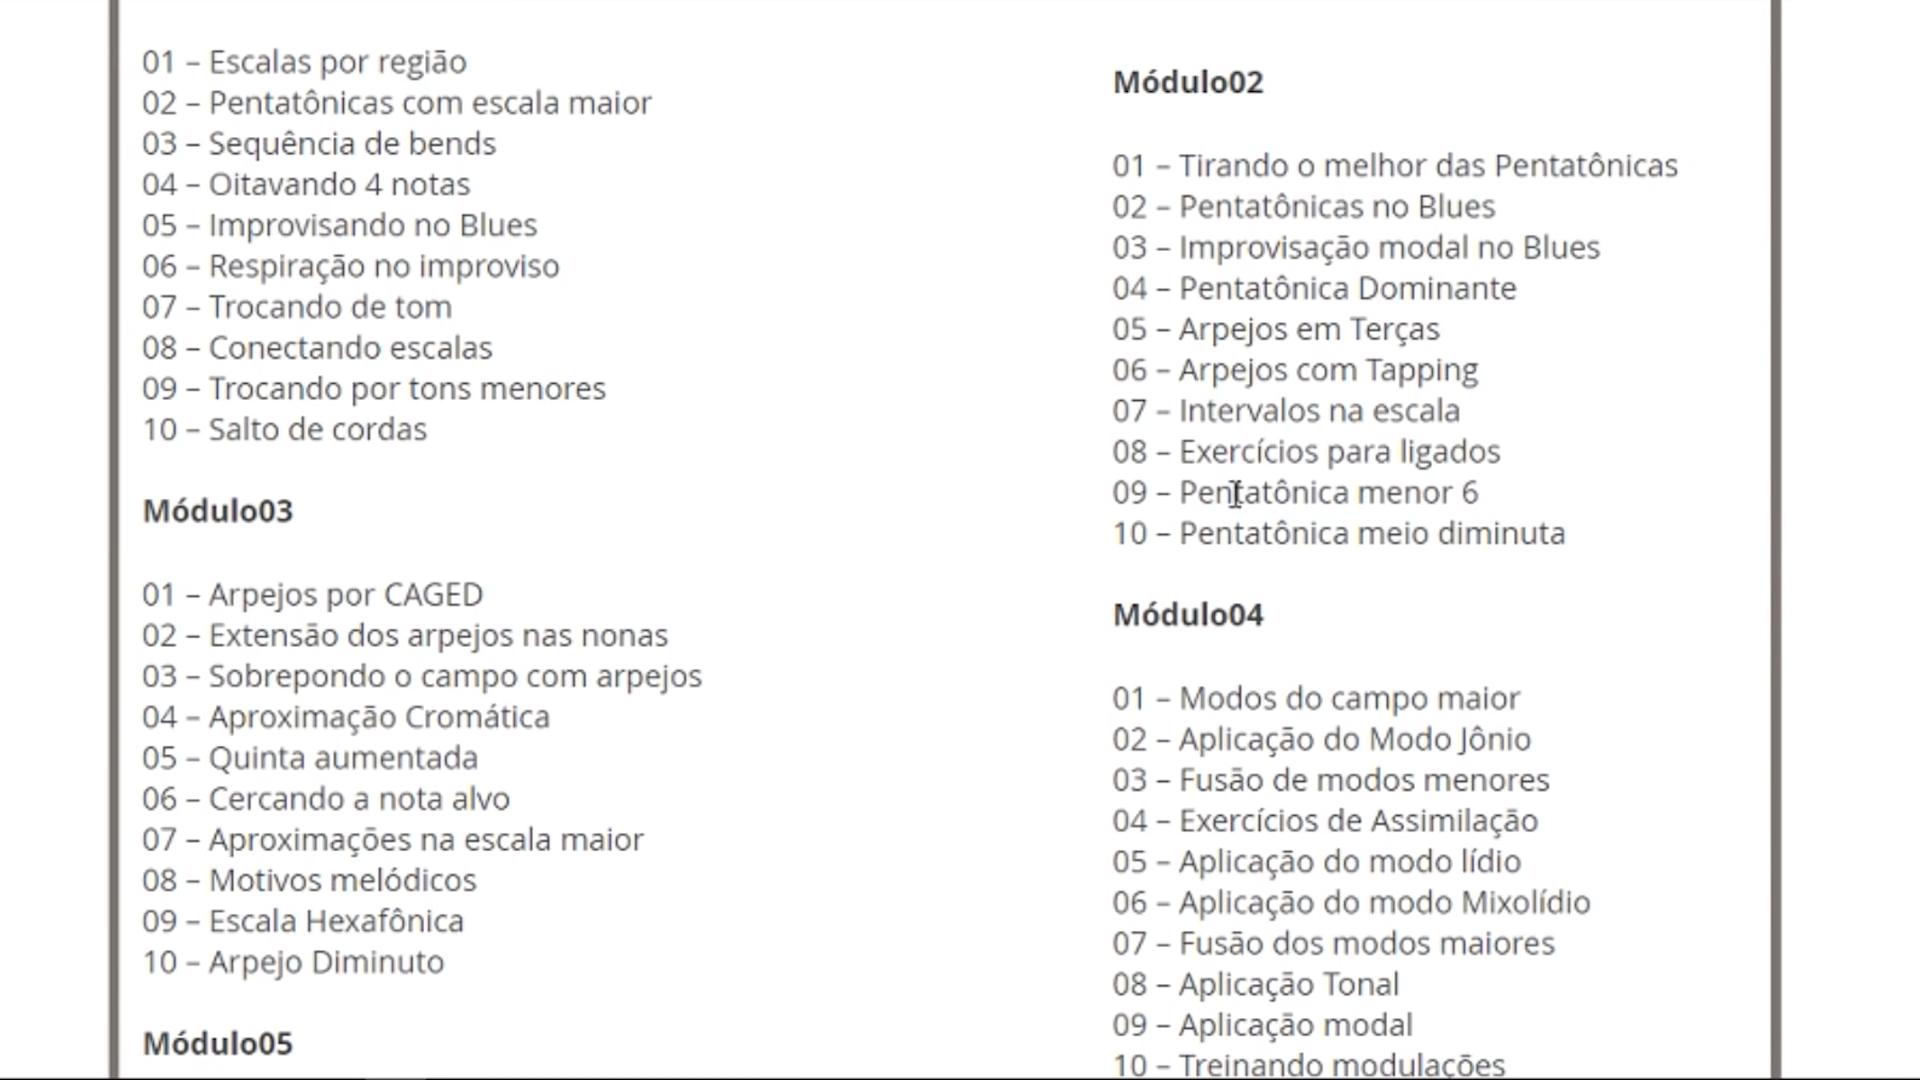 01 – Escalas por região
02 – Pentatônicas com escala maior
03 – Sequência de bends
04 – Oitavando 4 notas
05 – Improvisando no Blues
06 – Respiração no improviso
07 – Trocando de tom
08 – Conectando escalas
09 – Trocando por tons menores
10 – Salto de cordas
Módulo03
01 – Arpejos por CAGED
02 – Extensão dos arpejos nas nonas
03 – Sobrepondo o campo com arpejos
04 – Aproximação Cromática
05 – Quinta aumentada
06 – Cercando a nota alvo
07 – Aproximações na escala maior
08 – Motivos melódicos
09 – Escala Hexafônica
10 – Arpejo Diminuto
Módulo05
Módulo02
01 – Tirando o melhor das Pentatônicas
02 – Pentatônicas no Blues
03 – Improvisação modal no Blues
04 – Pentatônica Dominante
05 – Arpejos em Terças
06 – Arpejos com Tapping
07 – Intervalos na escala
08 – Exercícios para ligados
09 – Pentatônica menor 6
10 – Pentatônica meio diminuta
Módulo04
01 – Modos do campo maior
02 – Aplicação do Modo Jônio
03 – Fusão de modos menores
04 – Exercícios de Assimilação
05 – Aplicação do modo lídio
06 – Aplicação do modo Mixolídio
07 – Fusão dos modos maiores
08 – Aplicação Tonal
09 – Aplicação modal
10 – Treinando modulações